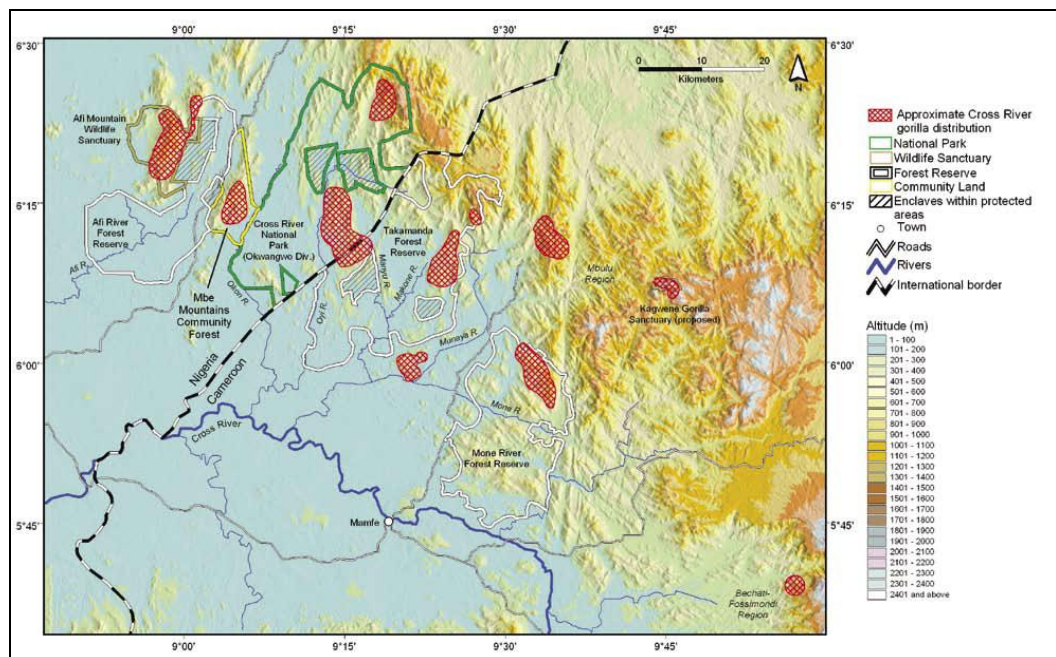 9°00'
9°15'
9°30'
9°45'
6°30'
6°30'
0 10 20
Kilometers
N
Afi Mountain
Wildlife
Sanctuary
6°15'
6°15'
Afi River
Forest
Reserve
Afi R.
Cross River
National
Park
(Okwangwo Div.)
Takamanda
Forest
Reserve
Oyi R.
Makone R.
Munaya R.
Mbe
Mountains
Community
Forest
Mbulu
Region
Kagwene Gorilla
Sanctuary (proposed)
6°00'
6°00'
Nigeria
Cameroon
Cross River
Mone R.
Mone River
Forest Reserve
5°45'
5°45'
Mamfe
Bechati-
Fossimondi
Region
9°00'
9°15'
9°30'
9°45'
Approximate Cross River
gorilla distribution
National Park
Wildlife Sanctuary
Forest Reserve
Community Land
Enclaves within protected
areas
Town
Roads
Rivers
International border
Altitude (m)
1 - 100
101 - 200
201 - 300
301 - 400
401 - 500
501 - 600
601 - 700
701 - 800
801 - 900
901 - 1000
1001 - 1100
1101 - 1200
1201 - 1300
1301 - 1400
1401 - 1500
1501 - 1600
1601 - 1700
1701 - 1800
1801 - 1900
1901 - 2000
2001 - 2100
2101 - 2200
2201 - 2300
2301 - 2400
2401 and above